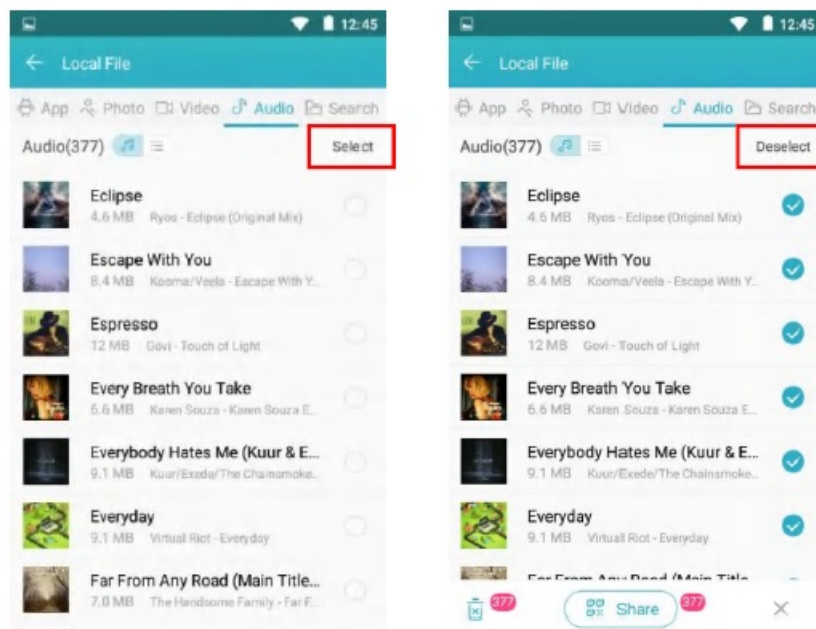 12:45
Local File
App Photo Video Audio Search
Audio(377) Select
Eclipse
4.6 MB Ryos - Eclipse (Original Mix)
Escape With You
8.4 MB Kooma/Veela - Escape With Y...
Espresso
12 MB Govi - Touch of Light
Every Breath You Take
6.6 MB Karen Souza - Karen Souza E...
Everybody Hates Me (Kuur & E...
9.1 MB Kuur/Exede/The Chainsmoke...
Everyday
9.1 MB Virtual Riot - Everyday
Far From Any Road (Main Title...
7.0 MB The Handsome Family - Far F...
12:45
Local File
App Photo Video Audio Search
Audio(377) Deselect
Eclipse
4.6 MB Ryos - Eclipse (Original Mix)
Escape With You
8.4 MB Kooma/Veela - Escape With Y...
Espresso
12 MB Govi - Touch of Light
Every Breath You Take
6.6 MB Karen Souza - Karen Souza E...
Everybody Hates Me (Kuur & E...
9.1 MB Kuur/Exede/The Chainsmoke...
Everyday
9.1 MB Virtual Riot - Everyday
Far From Any Road (Main Title...
377 Share 377